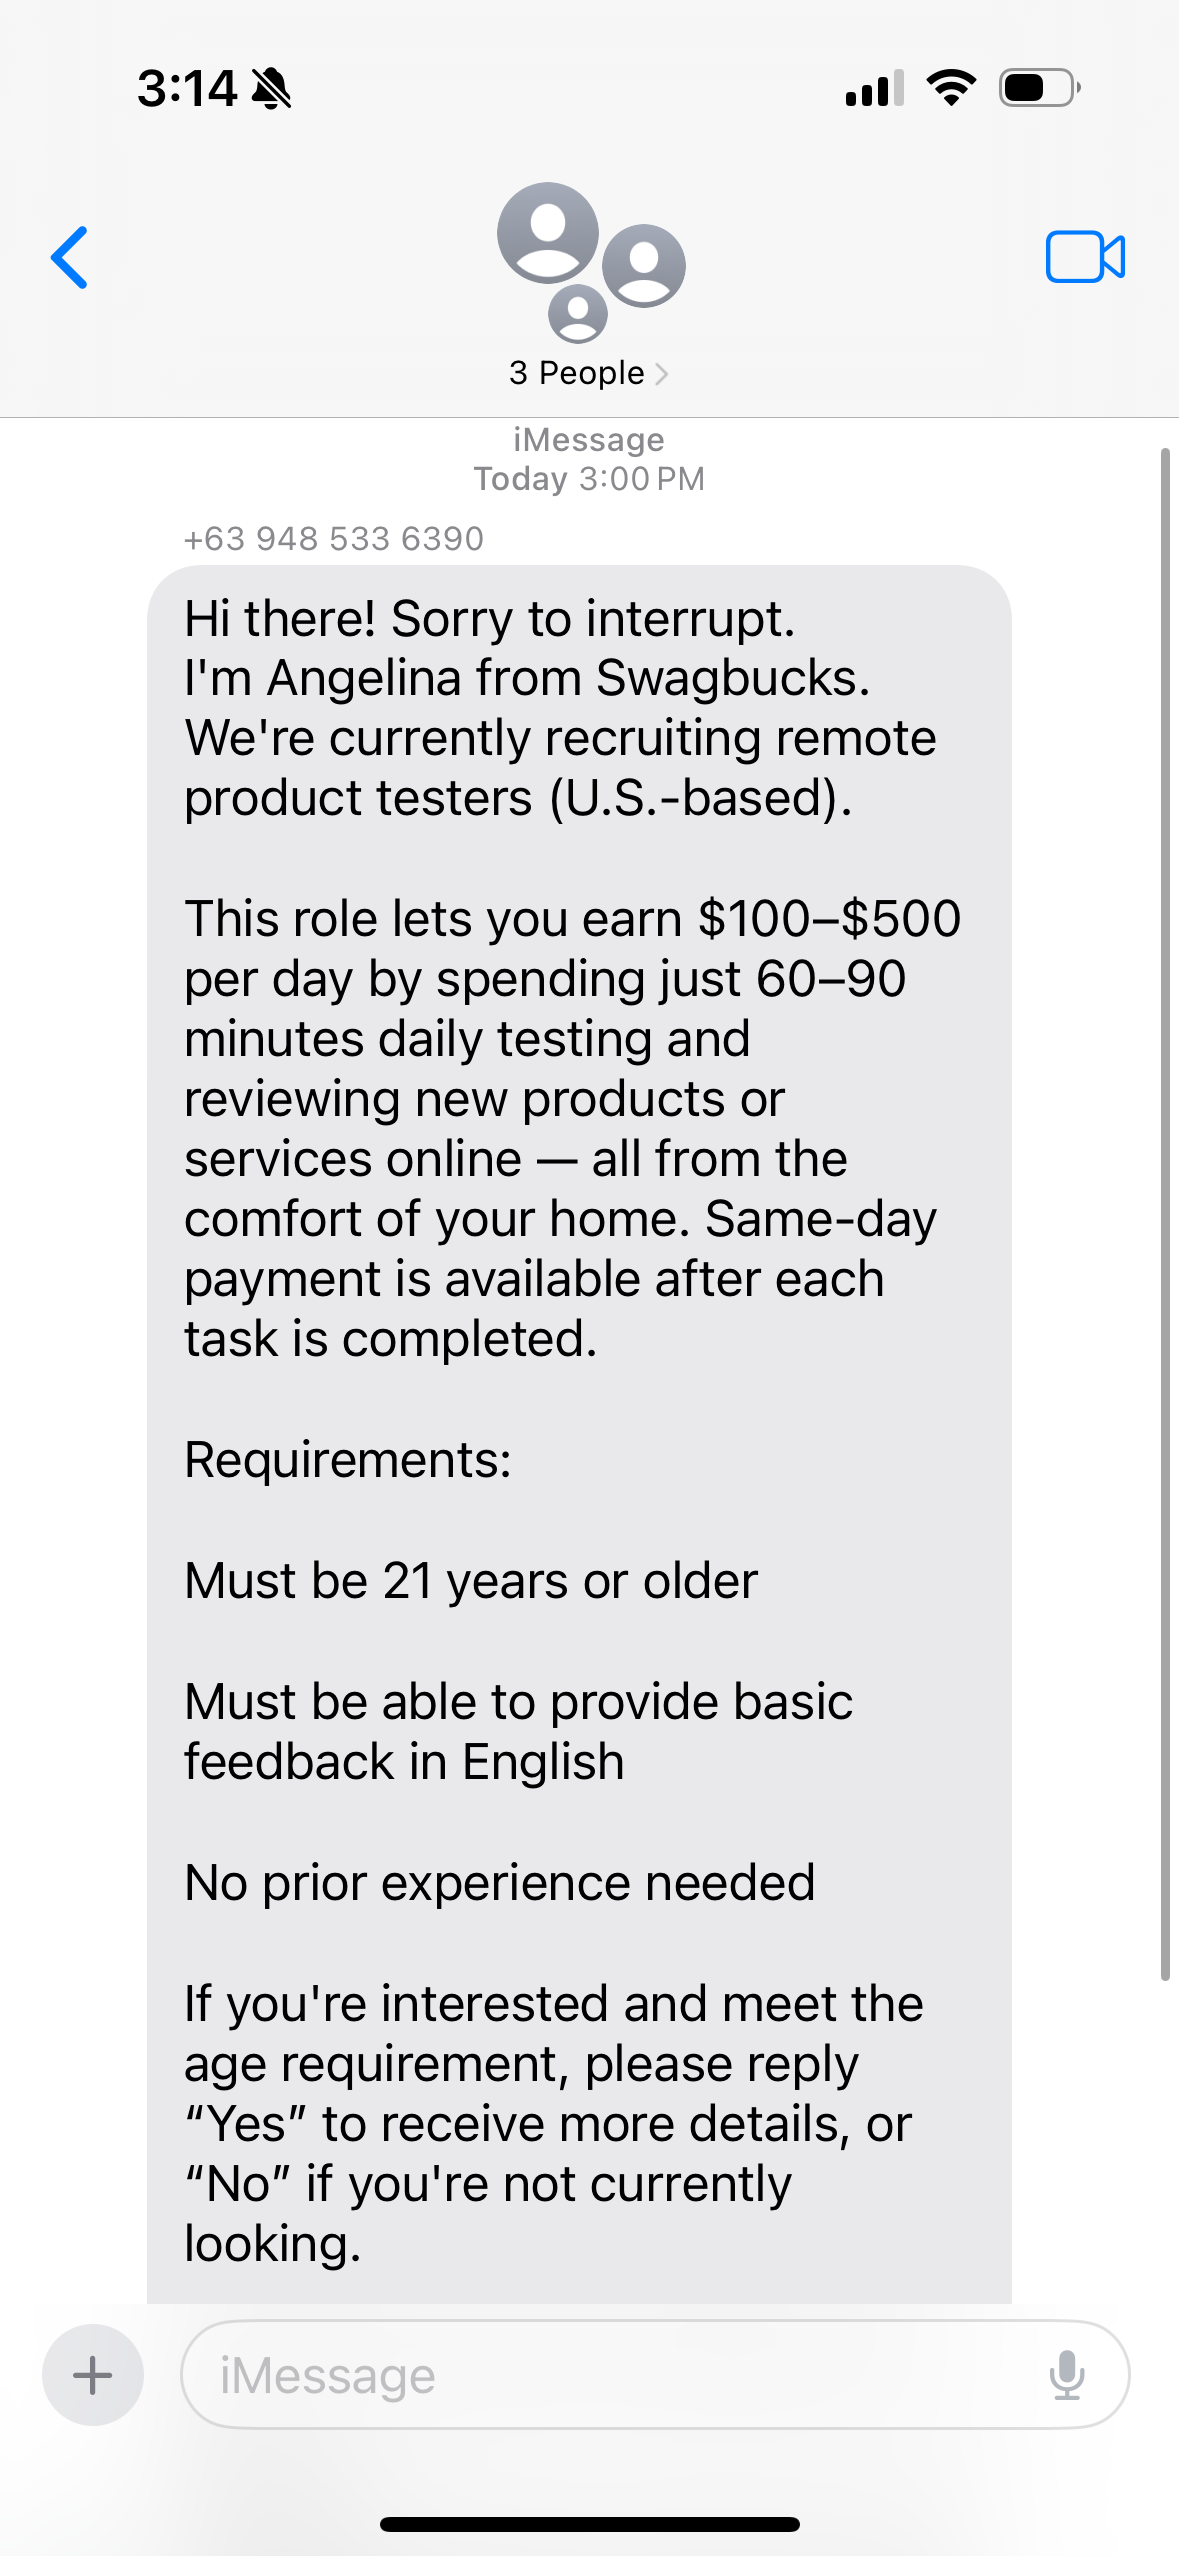 3:14
3 People
iMessage
Today 3:00 PM
+63 948 533 6390
Hi there! Sorry to interrupt.
I'm Angelina from Swagbucks.
We're currently recruiting remote
product testers (U.S.-based).
This role lets you earn $100–$500
per day by spending just 60–90
minutes daily testing and
reviewing new products or
services online — all from the
comfort of your home. Same-day
payment is available after each
task is completed.
Requirements:
Must be 21 years or older
Must be able to provide basic
feedback in English
No prior experience needed
If you're interested and meet the
age requirement, please reply
“Yes” to receive more details, or
“No” if you're not currently
looking.
iMessage